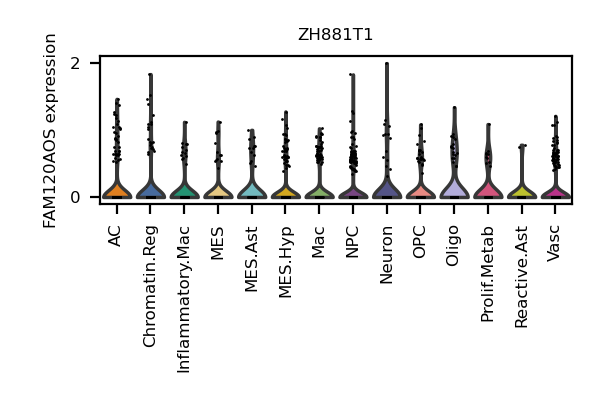 ZH881T1
FAM120AOS expression
2
0
AC
Chromatin.Reg
Inflammatory.Mac
MES
MES.Ast
MES.Hyp
Mac
NPC
Neuron
OPC
Oligo
Prolif.Metab
Reactive.Ast
Vasc